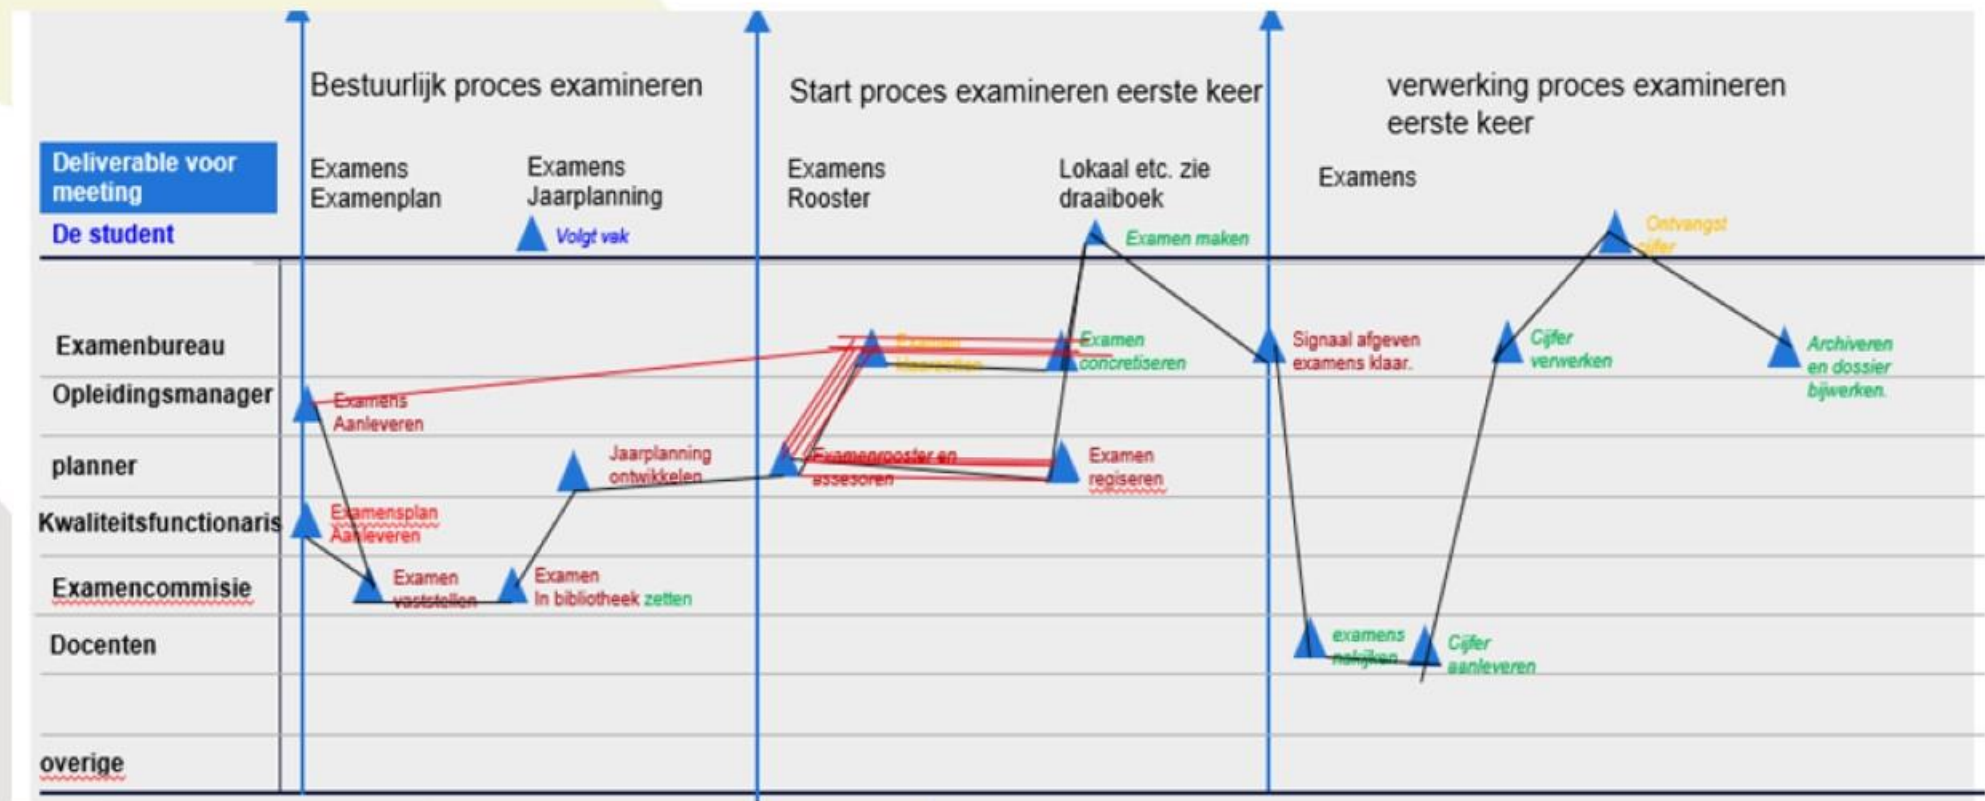 Bestuurlijk proces examineren
Start proces examineren eerste keer
verwerking proces examineren
eerste keer
Deliverable voor
meeting
Examens
Examenplan
Examens
Jaarplanning
Examens
Rooster
Lokaal etc. zie
draaiboek
Examens
De student
Volgt vak
Examen maken
Ontvangst
cijfer
Examenbureau
Examen
Examen
concretiseren
Signaal afgeven
examens klaar.
Cijfer
verwerken
Archiveren
en dossier
bijwerken.
Opleidingsmanager
Examens
Aanleveren
planner
Jaarplanning
ontwikkelen
Examenrooster en
assesoren
Examen
regiseren
Kwaliteitsfunctionaris
Examensplan
Aanleveren
Examencommisie
Examen
vaststellen
Examen
In bibliotheek zetten
Docenten
examens
nakijken
Cijfer
aanleveren
overige